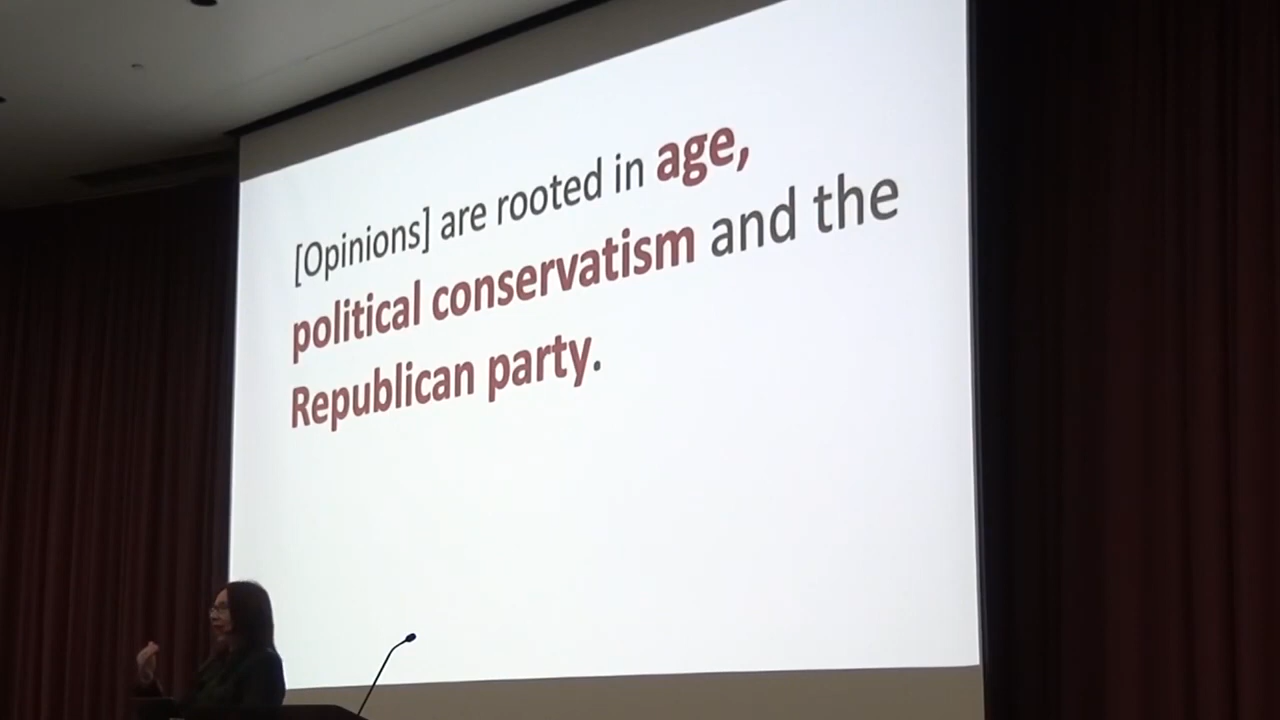 [Opinions] are rooted in age,
political conservatism and the
Republican party.